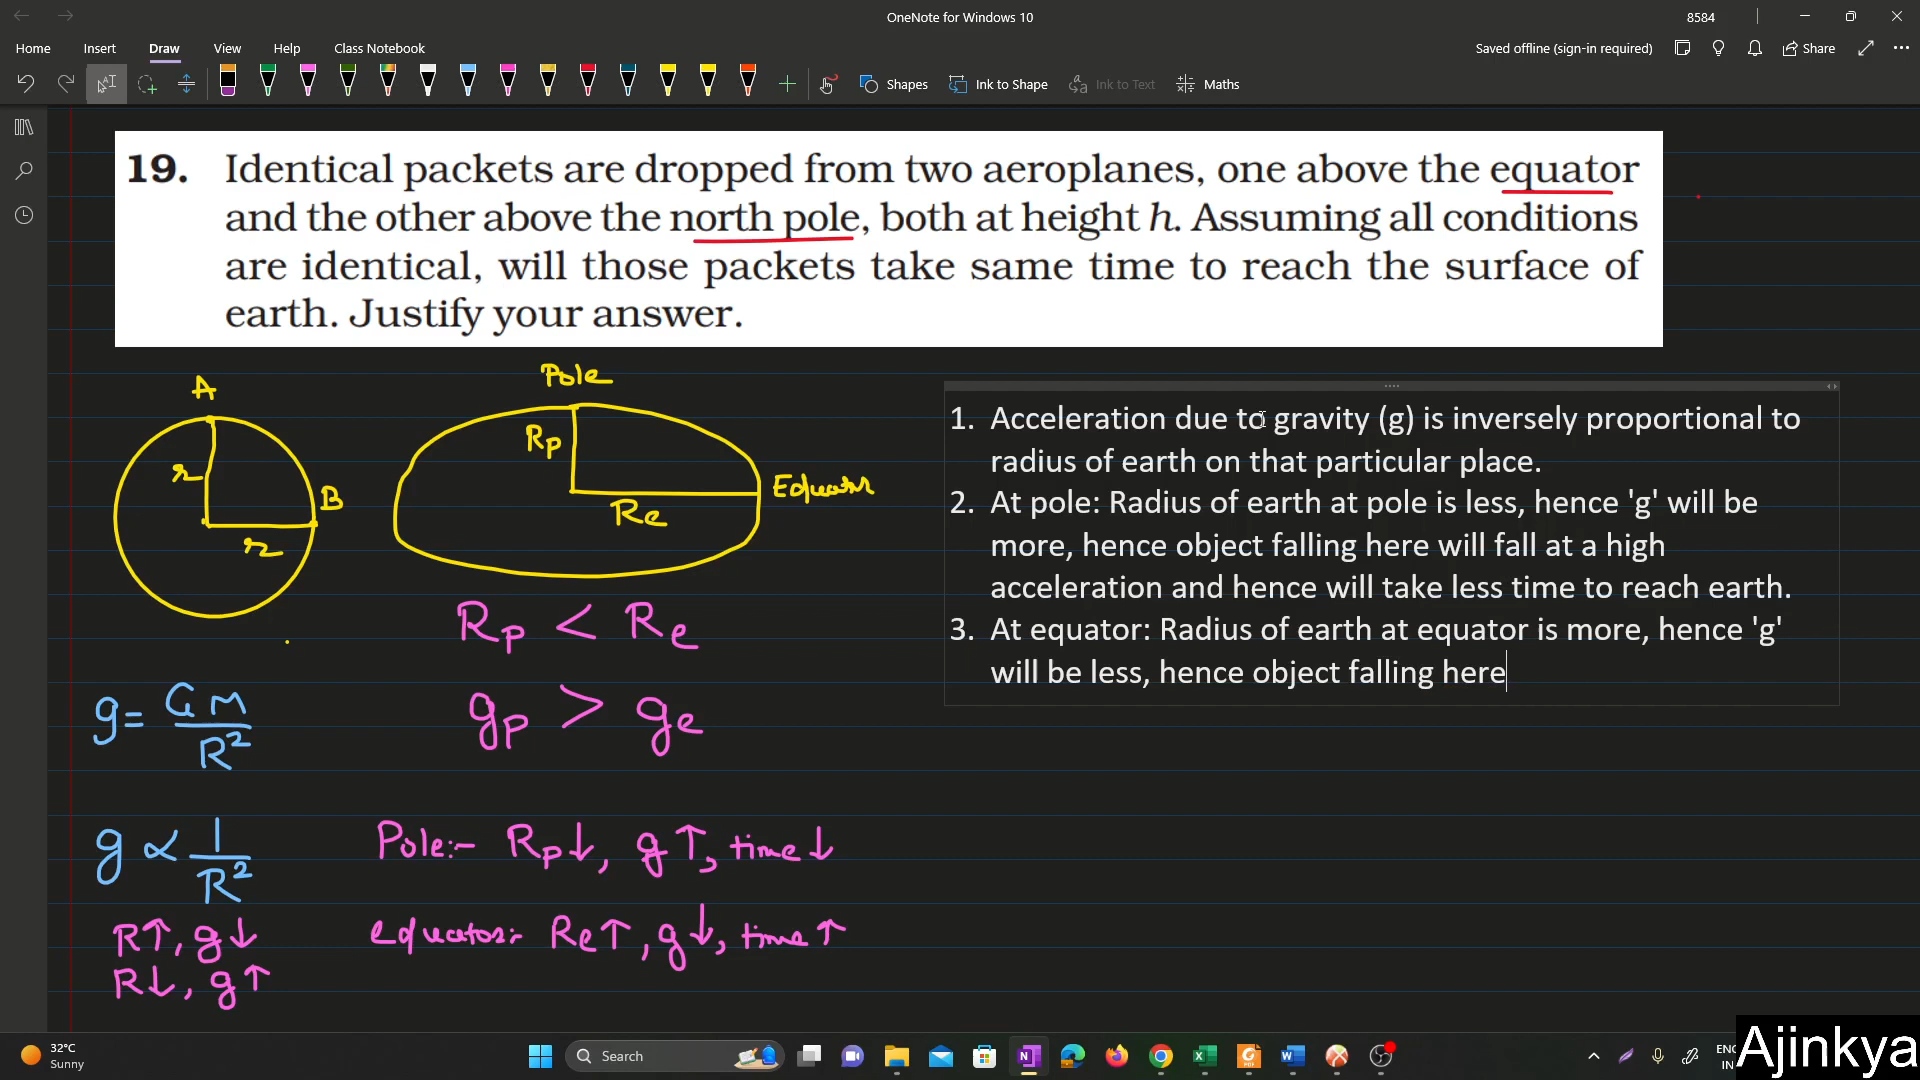 OneNote for Windows 10
8584
Home Insert Draw View Help Class Notebook
Saved offline (sign-in required)
Share
Shapes
Ink to Shape
Ink to Text
Maths
19. Identical packets are dropped from two aeroplanes, one above the equator
and the other above the north pole, both at height h. Assuming all conditions
are identical, will those packets take same time to reach the surface of
earth. Justify your answer.
A
r
B
r
Pole
Rp
Equator
Re
Rp < Re
gp > ge
g = GM/R²
g ∝ 1/R²
R↑, g↓
R↓, g↑
Pole:- Rp↓, g↑, time↓
equator:- Re↑, g↓, time↑
1. Acceleration due to gravity (g) is inversely proportional to
radius of earth on that particular place.
2. At pole: Radius of earth at pole is less, hence 'g' will be
more, hence object falling here will fall at a high
acceleration and hence will take less time to reach earth.
3. At equator: Radius of earth at equator is more, hence 'g'
will be less, hence object falling here
32°C
Sunny
Search
ENG
IN
Ajinkya